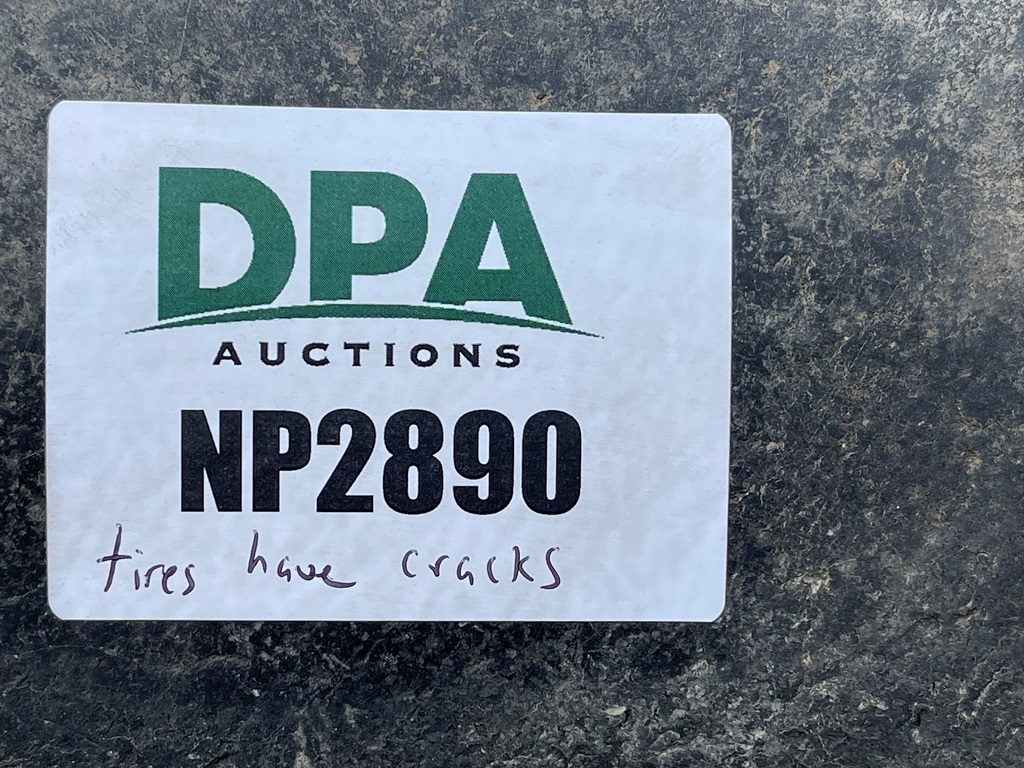 DPA
AUCTIONS
NP2890
tires have cracks